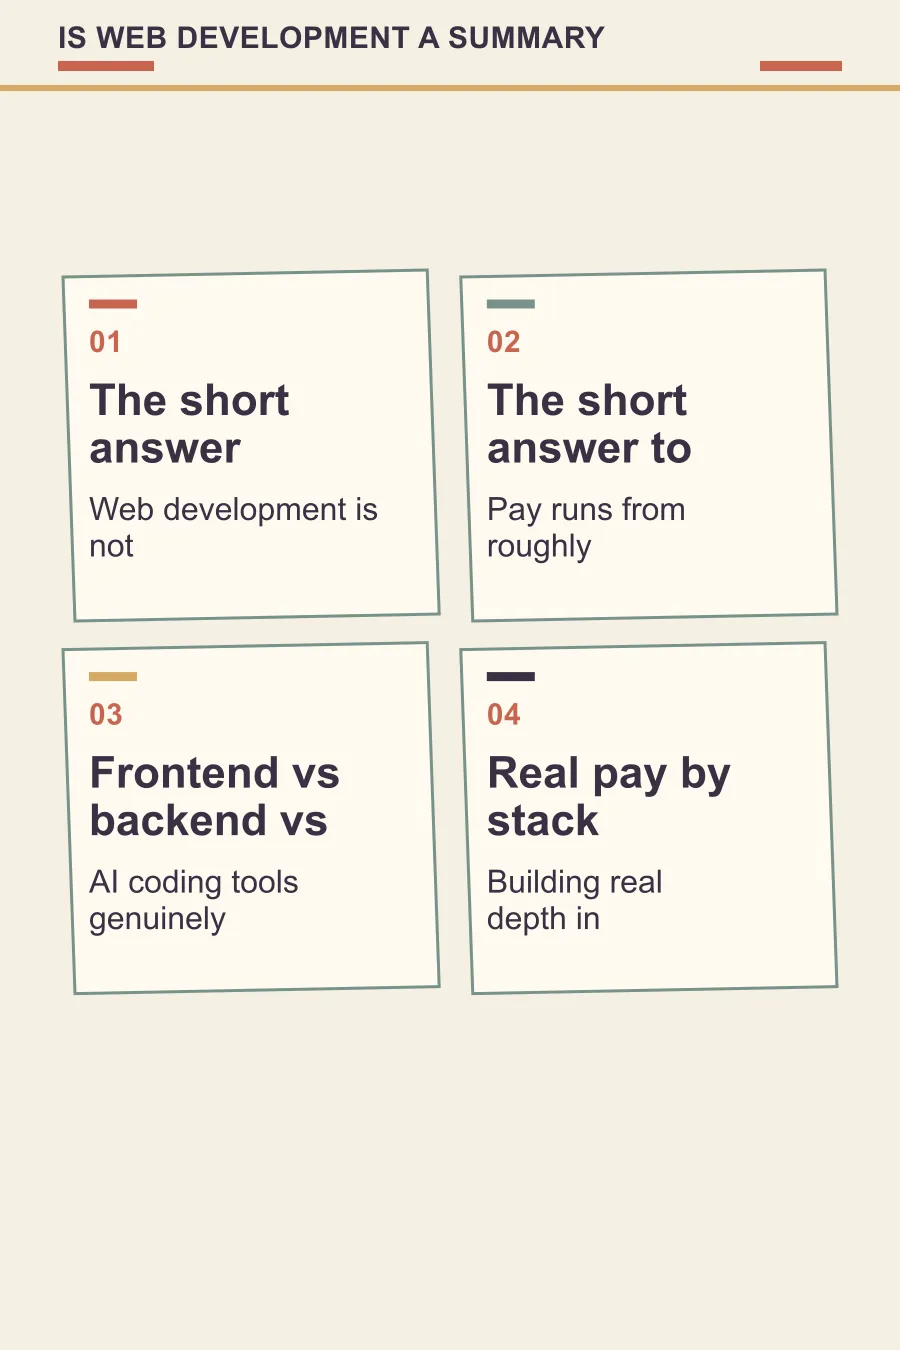 IS WEB DEVELOPMENT A SUMMARY
01
The short
answer
Web development is
not
02
The short
answer to
Pay runs from
roughly
03
Frontend vs
backend vs
AI coding tools
genuinely
04
Real pay by
stack
Building real
depth in